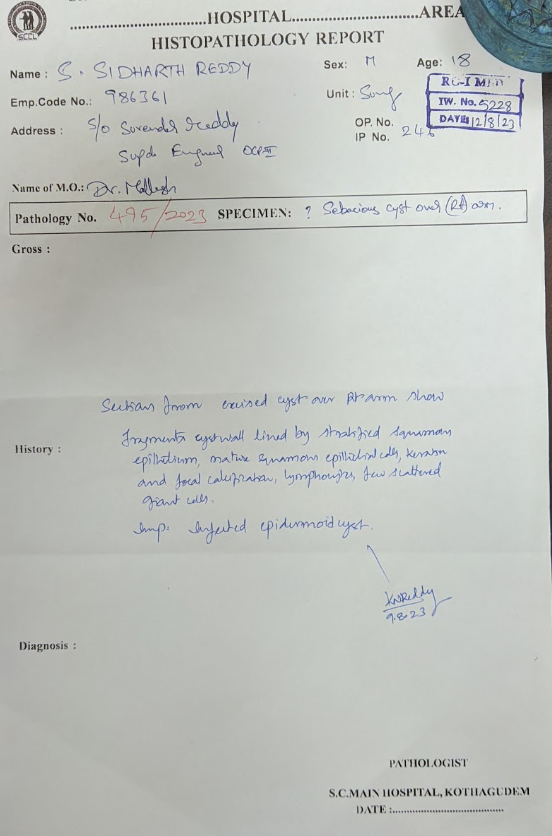 SCCL
....................HOSPITAL....................AREA
HISTOPATHOLOGY REPORT
Name : S. SIDHARTH REDDY Sex: M Age: 18
Emp.Code No.: 986361 Unit : Surg
Address : S/o Surender Reddy OP. No.
IP No. 246
Supdt Engineer OCP III
IW. No. 5228
DATE 12/8/23
Name of M.O.: Dr. Mallesh
Pathology No. 495/2023 SPECIMEN: ? Sebacious cyst over (Rt) arm.
Gross :
Sections from excised cyst over Rt arm show
fragments cyst wall lined by stratified squamous
History :
epithelium, mature squamous epithelial cells, keratin
and focal calcification, lymphocytes, few scattered
giant cells.
Imp: Infected epidermoid cyst.
KNReddy
9.8.23
Diagnosis :
PATHOLOGIST
S.C.MAIN HOSPITAL, KOTHAGUDEM
DATE :....................